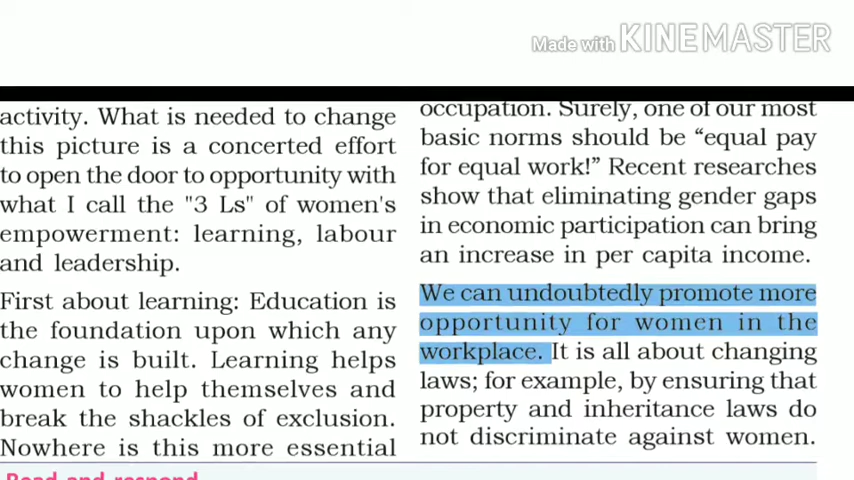 Made with KINEMASTER
activity. What is needed to change
this picture is a concerted effort
to open the door to opportunity with
what I call the "3 Ls" of women's
empowerment: learning, labour
and leadership.
First about learning: Education is
the foundation upon which any
change is built. Learning helps
women to help themselves and
break the shackles of exclusion.
Nowhere is this more essential
occupation. Surely, one of our most
basic norms should be “equal pay
for equal work!” Recent researches
show that eliminating gender gaps
in economic participation can bring
an increase in per capita income.
We can undoubtedly promote more
opportunity for women in the
workplace. It is all about changing
laws; for example, by ensuring that
property and inheritance laws do
not discriminate against women.
Read and respond